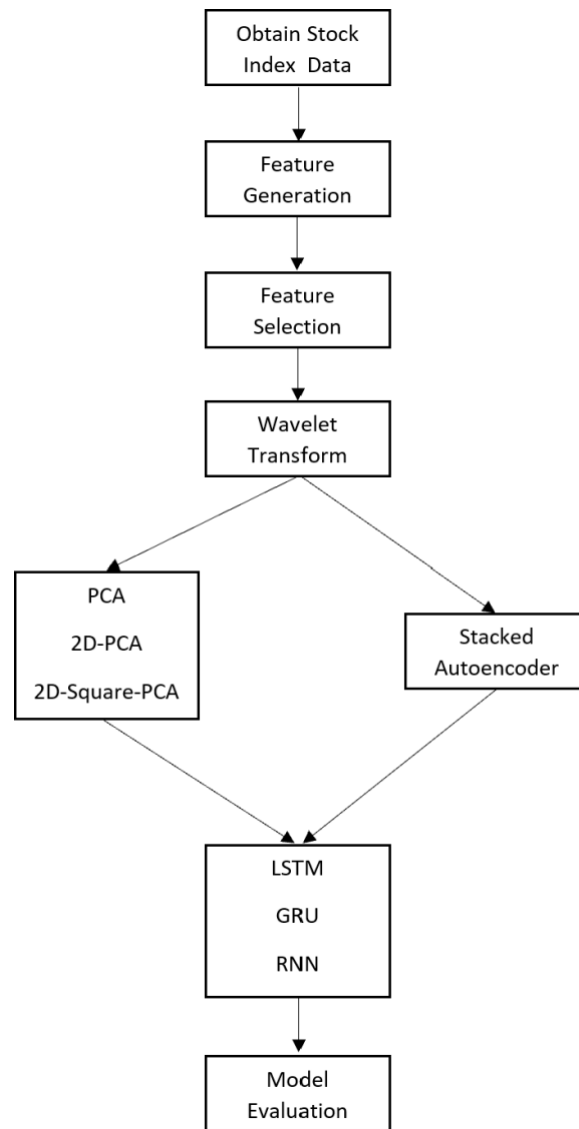 Obtain Stock
Index Data
Feature
Generation
Feature
Selection
Wavelet
Transform
PCA
2D-PCA
2D-Square-PCA
Stacked
Autoencoder
LSTM
GRU
RNN
Model
Evaluation